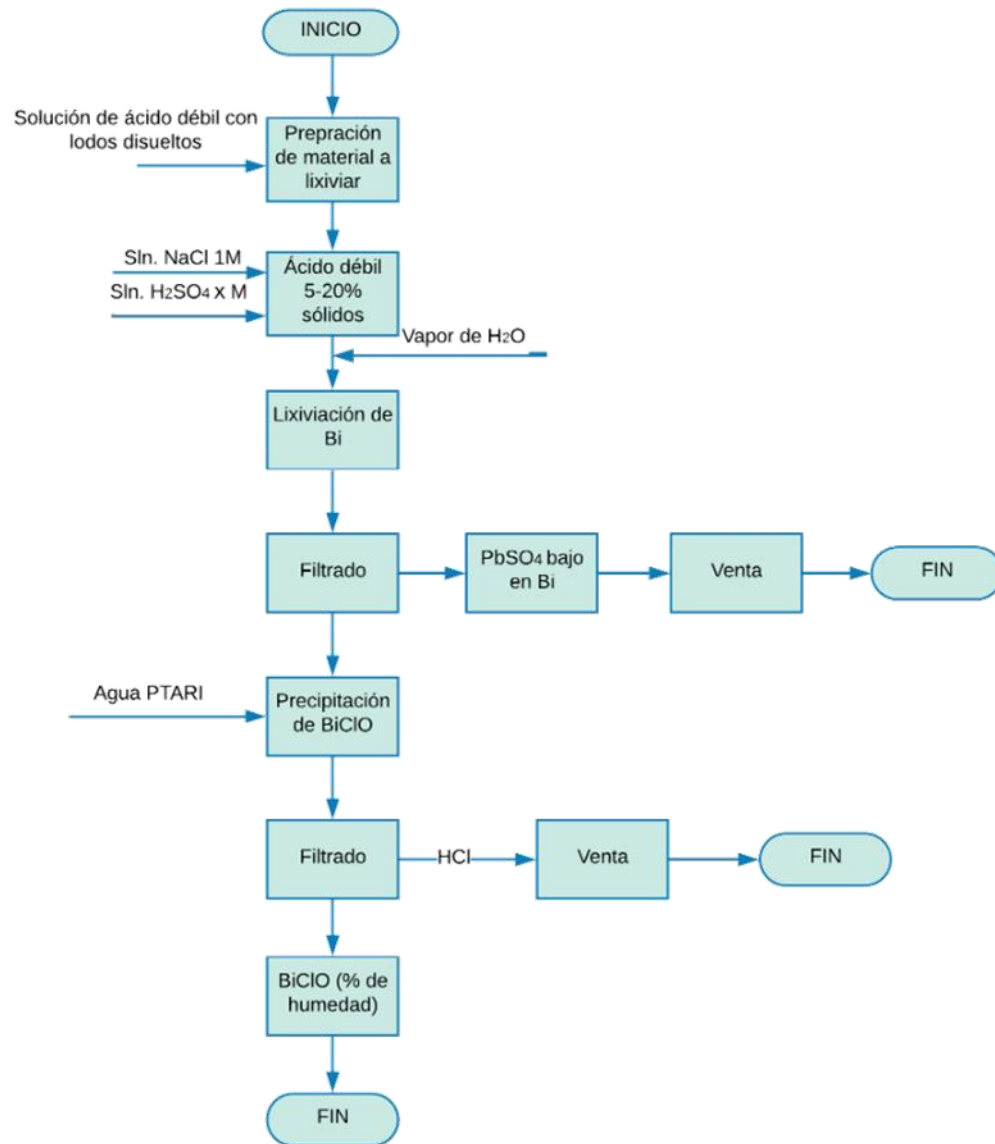 INICIO
Solución de ácido débil con
lodos disueltos
Prepración
de material a
lixiviar
Sln. NaCl 1M
Sln. H₂SO₄ x M
Ácido débil
5-20%
sólidos
Vapor de H₂O
Lixiviación de
Bi
Filtrado
PbSO₄ bajo
en Bi
Venta
FIN
Agua PTARI
Precipitación
de BiClO
Filtrado
HCl
Venta
FIN
BiClO (% de
humedad)
FIN